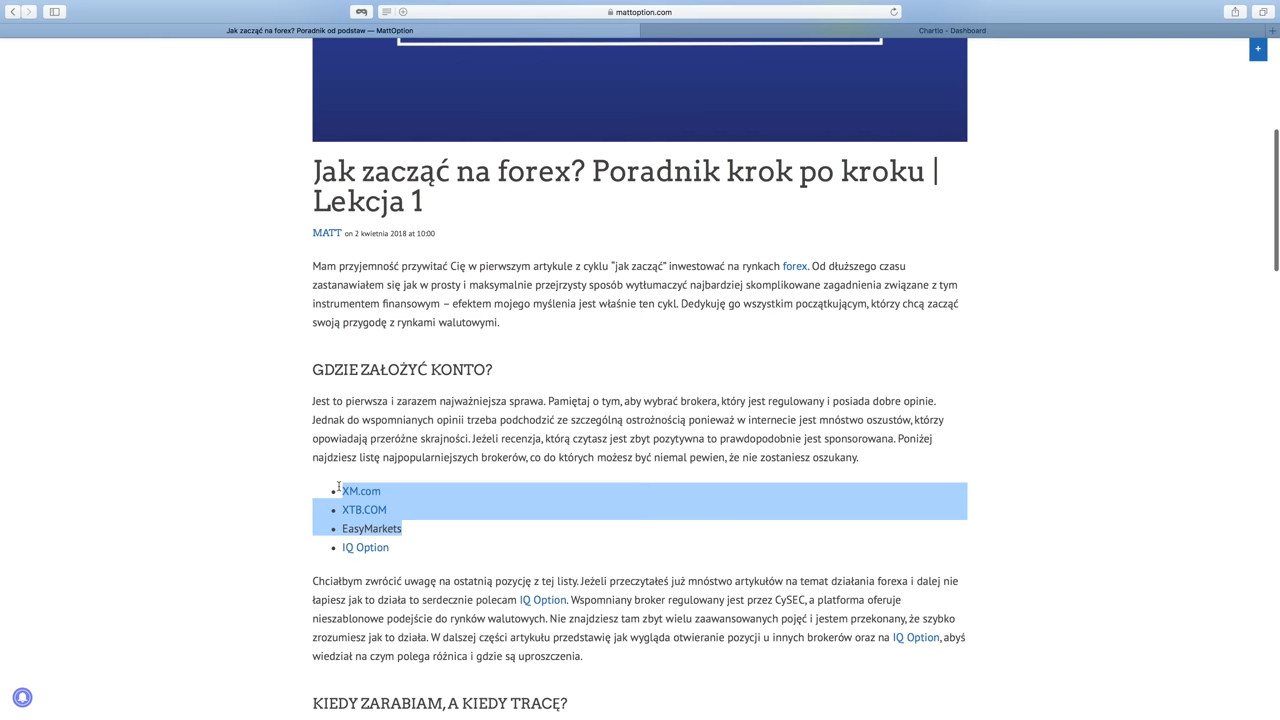 mattoption.com
Jak zacząć na forex? Poradnik od podstaw — MattOption
Chartio - Dashboard
+
Jak zacząć na forex? Poradnik krok po kroku |
Lekcja 1
MATT on 2 kwietnia 2018 at 10:00
Mam przyjemność przywitać Cię w pierwszym artykule z cyklu "jak zacząć" inwestować na rynkach forex. Od dłuższego czasu
zastanawiałem się jak w prosty i maksymalnie przejrzysty sposób wytłumaczyć najbardziej skomplikowane zagadnienia związane z tym
instrumentem finansowym – efektem mojego myślenia jest właśnie ten cykl. Dedykuję go wszystkim początkującym, którzy chcą zacząć
swoją przygodę z rynkami walutowymi.
GDZIE ZAŁOŻYĆ KONTO?
Jest to pierwsza i zarazem najważniejsza sprawa. Pamiętaj o tym, aby wybrać brokera, który jest regulowany i posiada dobre opinie.
Jednak do wspomnianych opinii trzeba podchodzić ze szczególną ostrożnością ponieważ w internecie jest mnóstwo oszustów, którzy
opowiadają przeróżne skrajności. Jeżeli recenzja, którą czytasz jest zbyt pozytywna to prawdopodobnie jest sponsorowana. Poniżej
najdziesz listę najpopularniejszych brokerów, co do których możesz być niemal pewien, że nie zostaniesz oszukany.
• XM.com
• XTB.COM
• EasyMarkets
• IQ Option
Chciałbym zwrócić uwagę na ostatnią pozycję z tej listy. Jeżeli przeczytałeś już mnóstwo artykułów na temat działania forexa i dalej nie
łapiesz jak to działa to serdecznie polecam IQ Option. Wspomniany broker regulowany jest przez CySEC, a platforma oferuje
nieszablonowe podejście do rynków walutowych. Nie znajdziesz tam zbyt wielu zaawansowanych pojęć i jestem przekonany, że szybko
zrozumiesz jak to działa. W dalszej części artykułu przedstawię jak wygląda otwieranie pozycji u innych brokerów oraz na IQ Option, abyś
wiedział na czym polega różnica i gdzie są uproszczenia.
KIEDY ZARABIAM, A KIEDY TRACĘ?